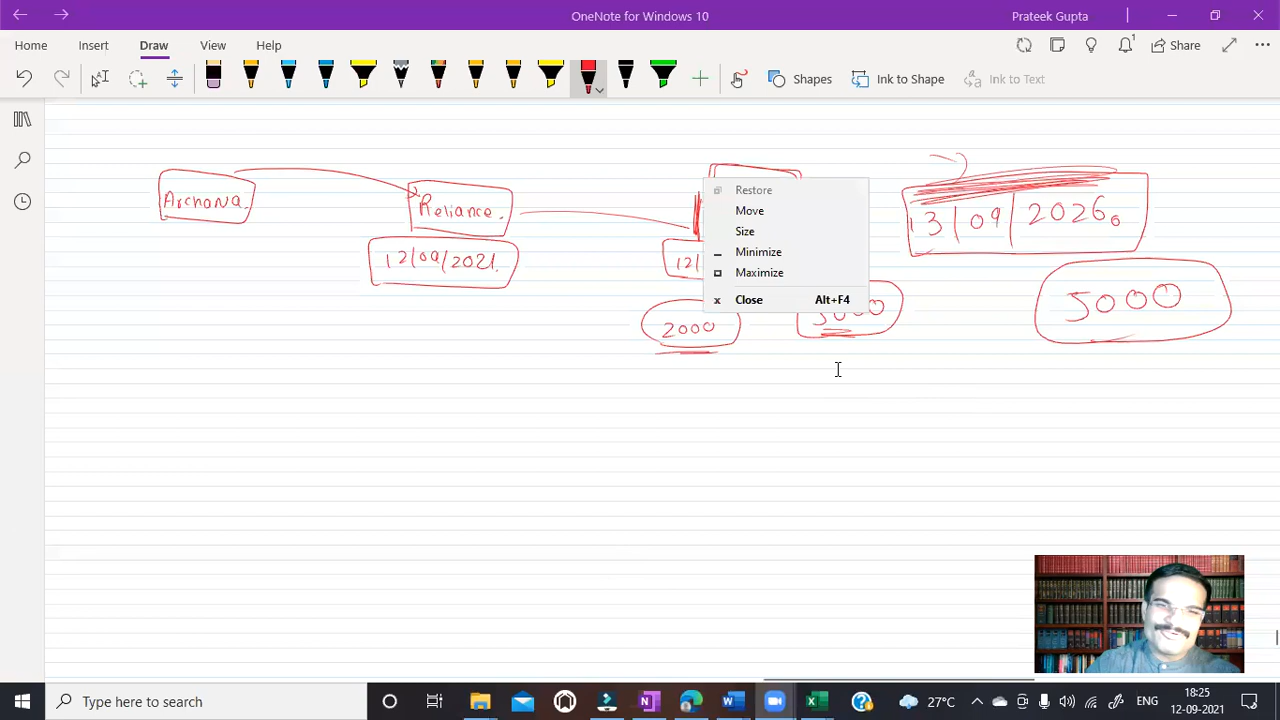 OneNote for Windows 10
Prateek Gupta
Home Insert Draw View Help
Share
Shapes
Ink to Shape
Ink to Text
Archana.
Reliance.
12/09/2021.
12/
2000
5000
13/09/2026.
5000
Restore
Move
Size
Minimize
Maximize
Close Alt+F4
Type here to search
27°C
ENG
18:25
12-09-2021